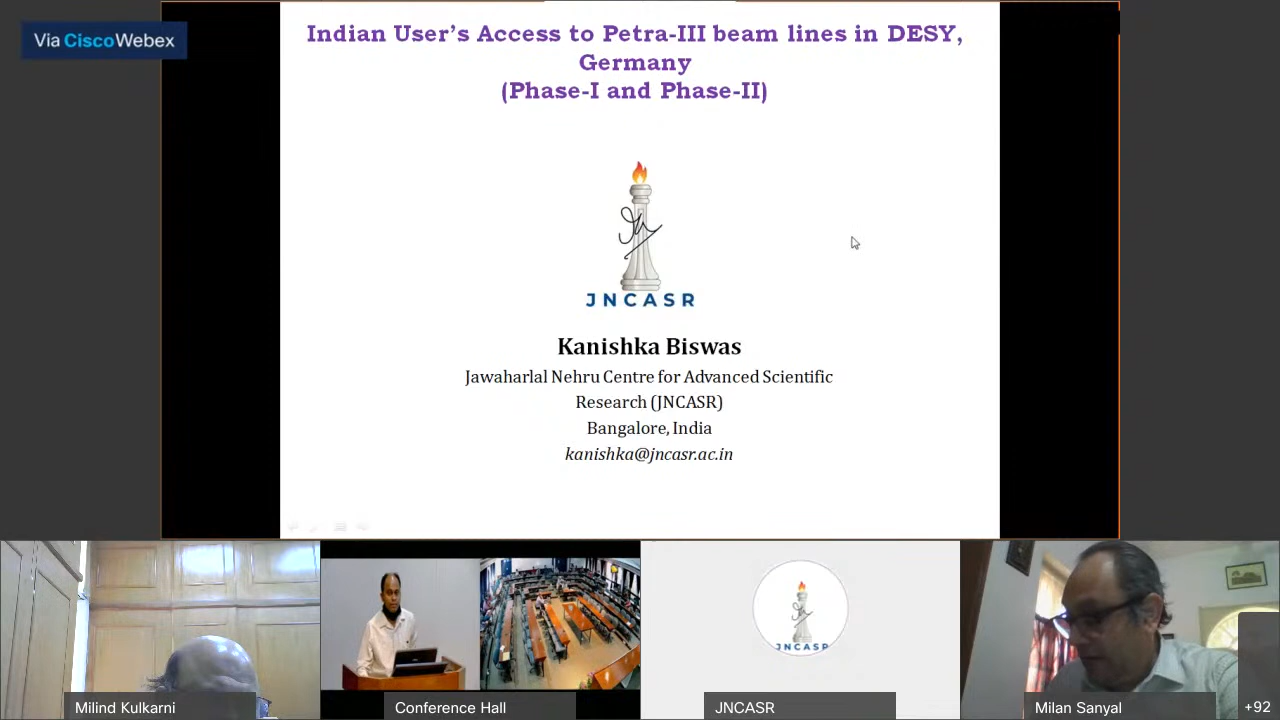 Via Cisco Webex
Indian User's Access to Petra-III beam lines in DESY,
Germany
(Phase-I and Phase-II)
JNCASR
Kanishka Biswas
Jawaharlal Nehru Centre for Advanced Scientific
Research (JNCASR)
Bangalore, India
kanishka@jncasr.ac.in
JNCASR
Milind Kulkarni
Conference Hall
JNCASR
Milan Sanyal
+92